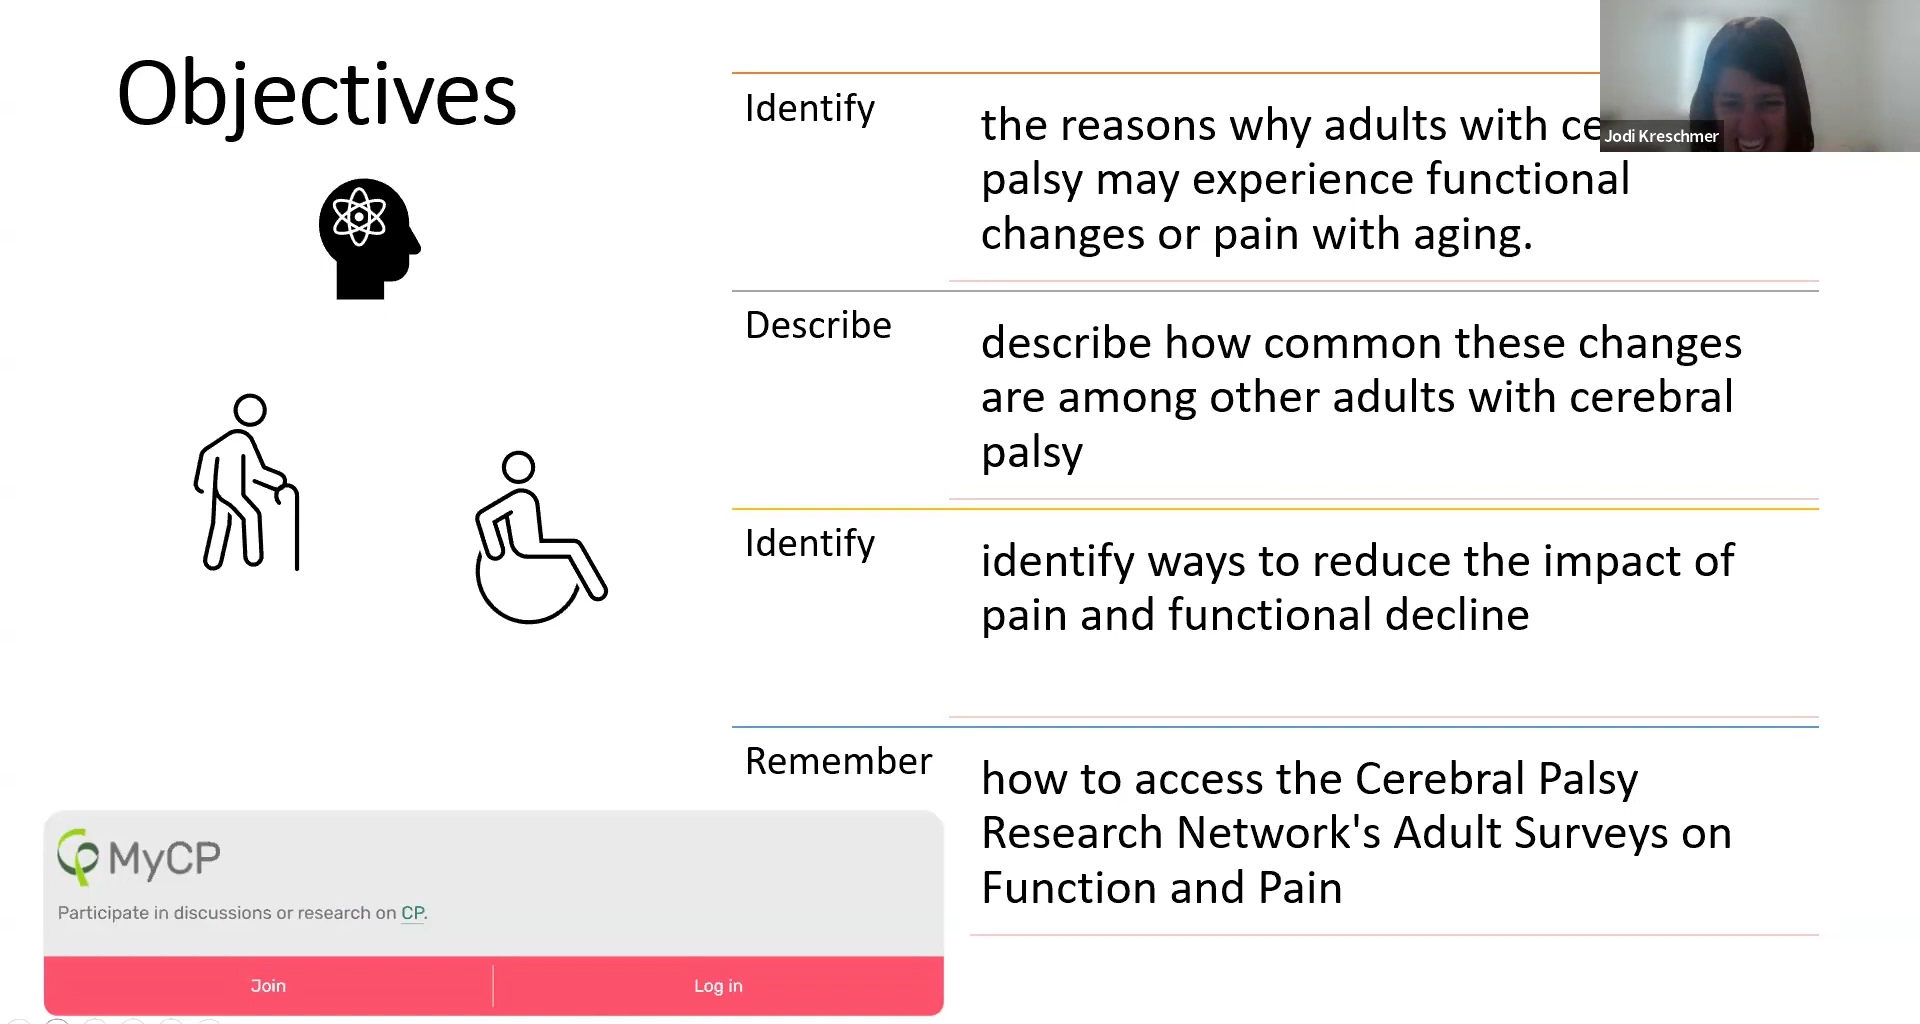 Objectives
Identify
the reasons why adults with ce
palsy may experience functional
changes or pain with aging.
Describe
describe how common these changes
are among other adults with cerebral
palsy
Identify
identify ways to reduce the impact of
pain and functional decline
Remember
how to access the Cerebral Palsy
Research Network's Adult Surveys on
Function and Pain
MyCP
Participate in discussions or research on CP.
Join
Log in
Jodi Kreschmer